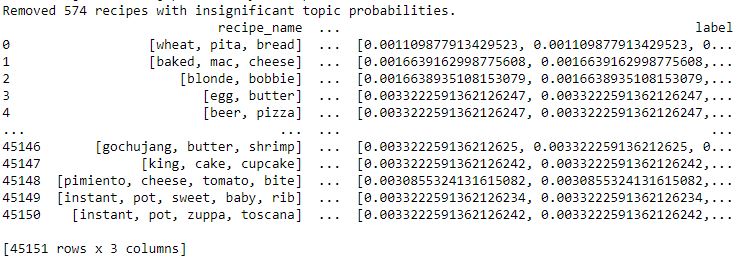 Removed 574 recipes with insignificant topic probabilities.
recipe_name ... label
0 [wheat, pita, bread] ... [0.001109877913429523, 0.001109877913429523, 0...
1 [baked, mac, cheese] ... [0.0016639162998775608, 0.0016639162998775608,...
2 [blonde, bobbie] ... [0.0016638935108153079, 0.0016638935108153079,...
3 [egg, butter] ... [0.0033222591362126247, 0.0033222591362126247,...
4 [beer, pizza] ... [0.0033222591362126247, 0.0033222591362126247,...
... ... ... ...
45146 [gochujang, butter, shrimp] ... [0.003322259136212625, 0.003322259136212625, 0...
45147 [king, cake, cupcake] ... [0.0033222591362126242, 0.0033222591362126242,...
45148 [pimiento, cheese, tomato, bite] ... [0.0030855324131615082, 0.0030855324131615082,...
45149 [instant, pot, sweet, baby, rib] ... [0.0033222591362126234, 0.0033222591362126234,...
45150 [instant, pot, zuppa, toscana] ... [0.0033222591362126242, 0.0033222591362126242,...
[45151 rows x 3 columns]